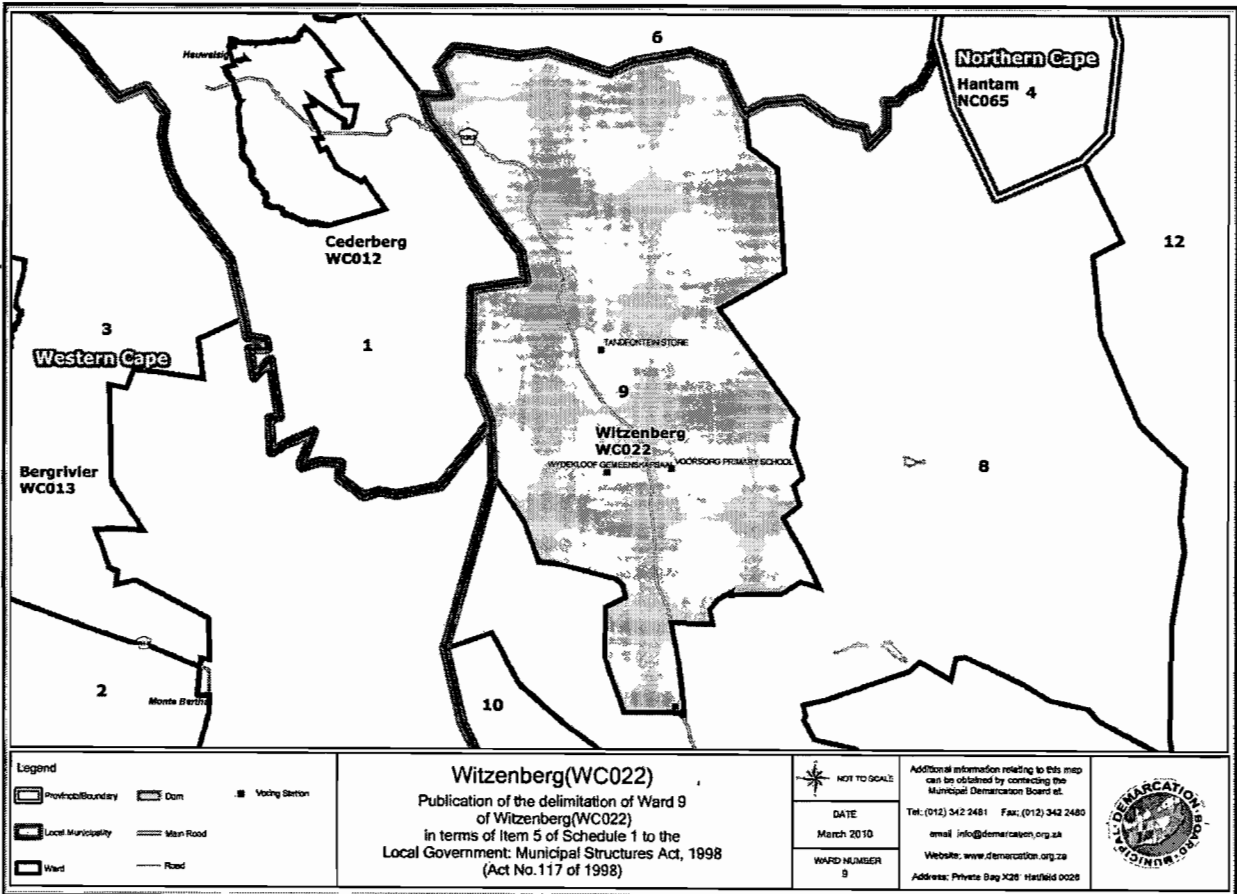 6
Northern Cape
Hantam
NC065
4
Cederberg
WC012
12
3
Western Cape
1
TANDFONTEIN STORE
9
Witzenberg
WC022
WYDEKLOOF GEMEENSKAPSAAL
VOORSORG PRIMARY SCHOOL
8
Bergrivier
WC013
2
10
Legend
Provincial Boundary
Dam
Voting Station
Local Municipality
Main Road
Ward
Road
Witzenberg(WC022)
Publication of the delimitation of Ward 9
of Witzenberg(WC022)
in terms of Item 5 of Schedule 1 to the
Local Government: Municipal Structures Act, 1998
(Act No.117 of 1998)
NOT TO SCALE
DATE
March 2010
WARD NUMBER
9
Additional information relating to this map
can be obtained by contacting the
Municipal Demarcation Board at.
Tel: (012) 342 2481 Fax: (012) 342 2480
email info@demarcation.org.za
Website: www.demarcation.org.za
Address: Private Bag X28 Hatfield 0028
MUNICIPAL DEMARCATION BOARD